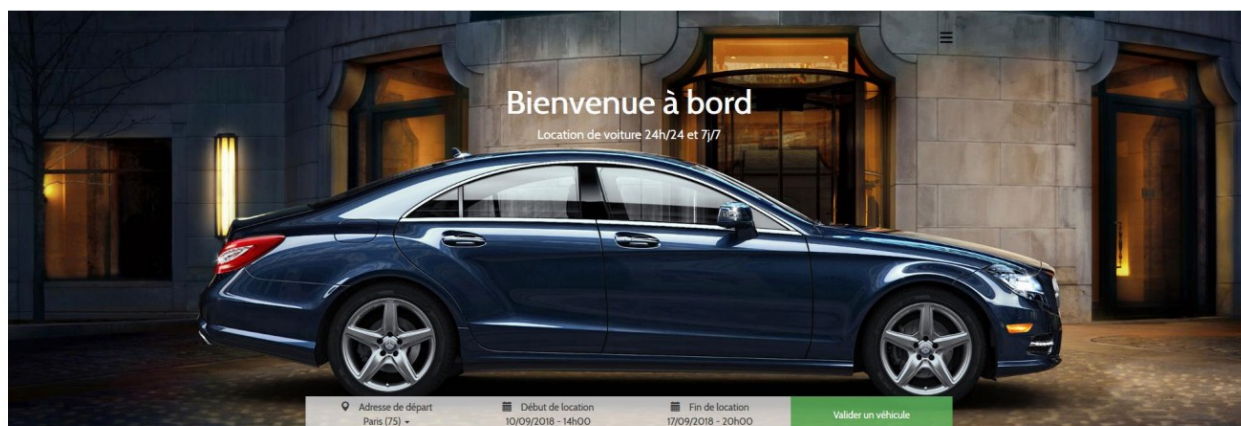 Bienvenue à bord
Location de voiture 24h/24 et 7j/7
Adresse de départ
Paris (75)
Début de location
10/09/2018 - 14h00
Fin de location
17/09/2018 - 20h00
Valider un véhicule